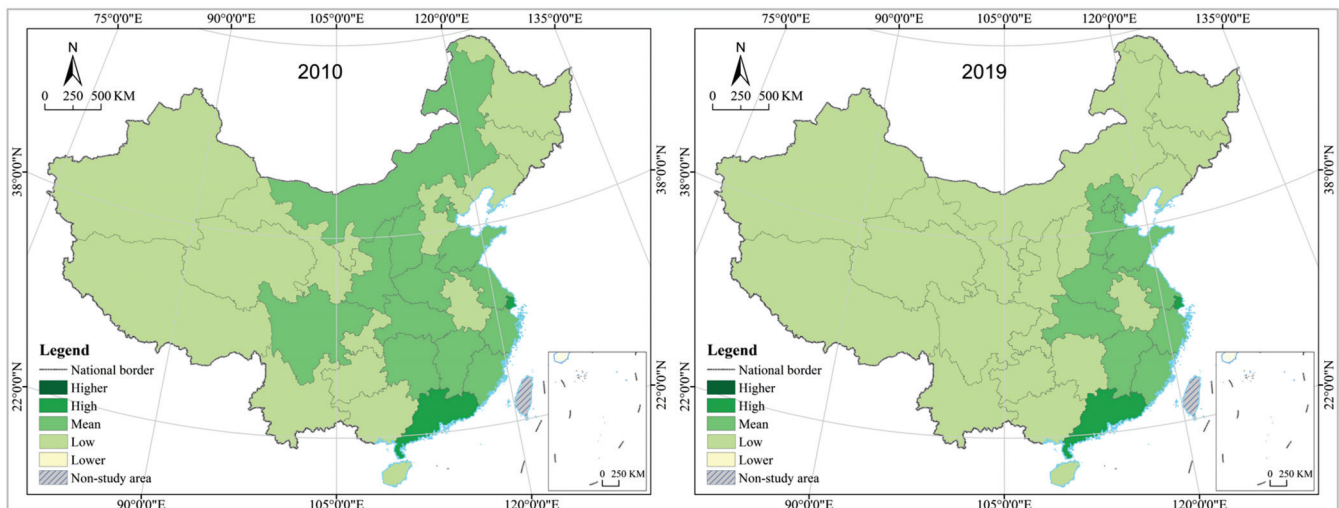 75°0'0"E 90°0'0"E 105°0'0"E 120°0'0"E 135°0'0"E
N
2010
0 250 500 KM
38°0'0"N
38°0'0"N
22°0'0"N
22°0'0"N
Legend
National border
Higher
High
Mean
Low
Lower
Non-study area
0 250 KM
90°0'0"E 105°0'0"E 120°0'0"E
75°0'0"E 90°0'0"E 105°0'0"E 120°0'0"E 135°0'0"E
N
2019
0 250 500 KM
38°0'0"N
38°0'0"N
22°0'0"N
22°0'0"N
Legend
National border
Higher
High
Mean
Low
Lower
Non-study area
0 250 KM
90°0'0"E 105°0'0"E 120°0'0"E